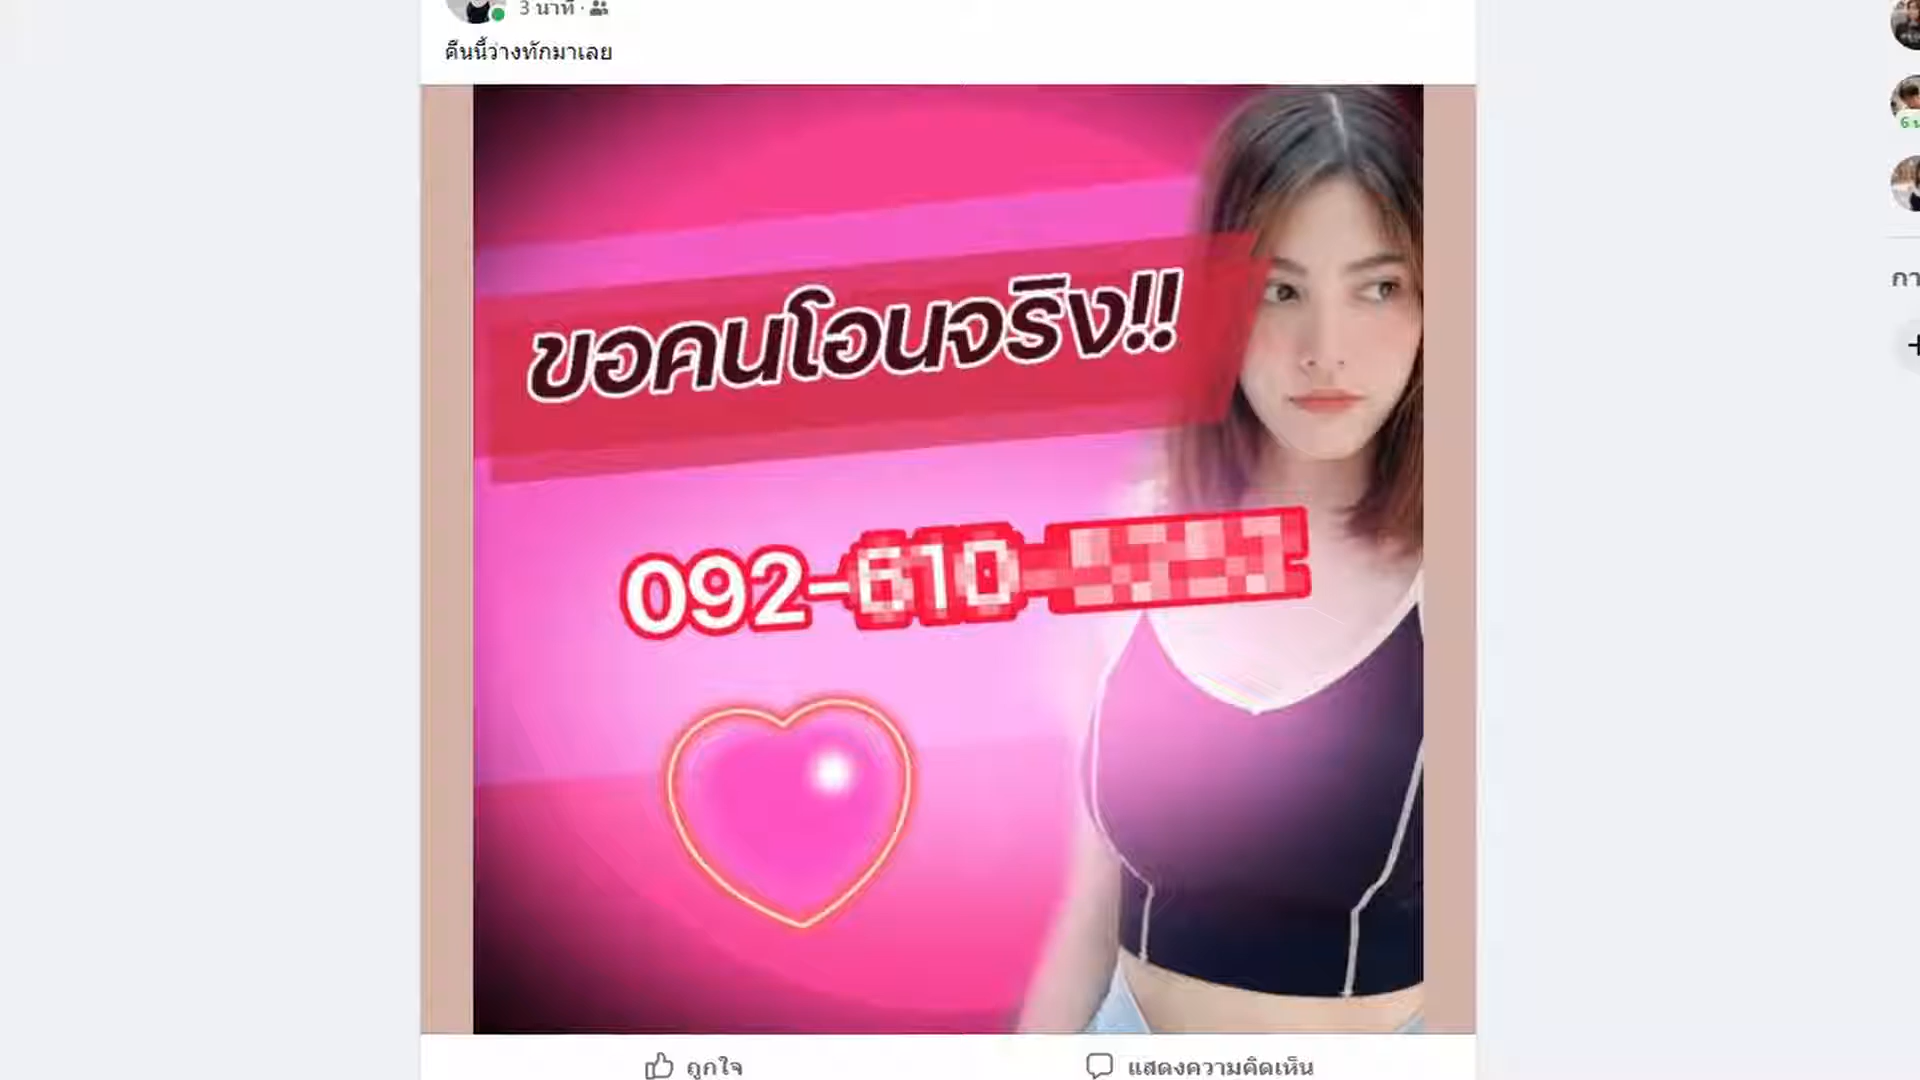 3 นาที ·
คืนนี้ว่างทักมาเลย
ขอคนโอนจริง!!
092-610-
ถูกใจ
แสดงความคิดเห็น